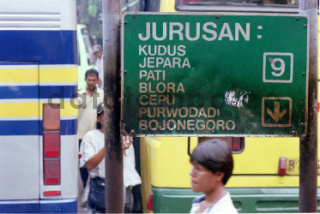 JURUSAN :
KUDUS
JEPARA
PATI
BLORA
CEPU
PURWODADI
BOJONEGORO
9